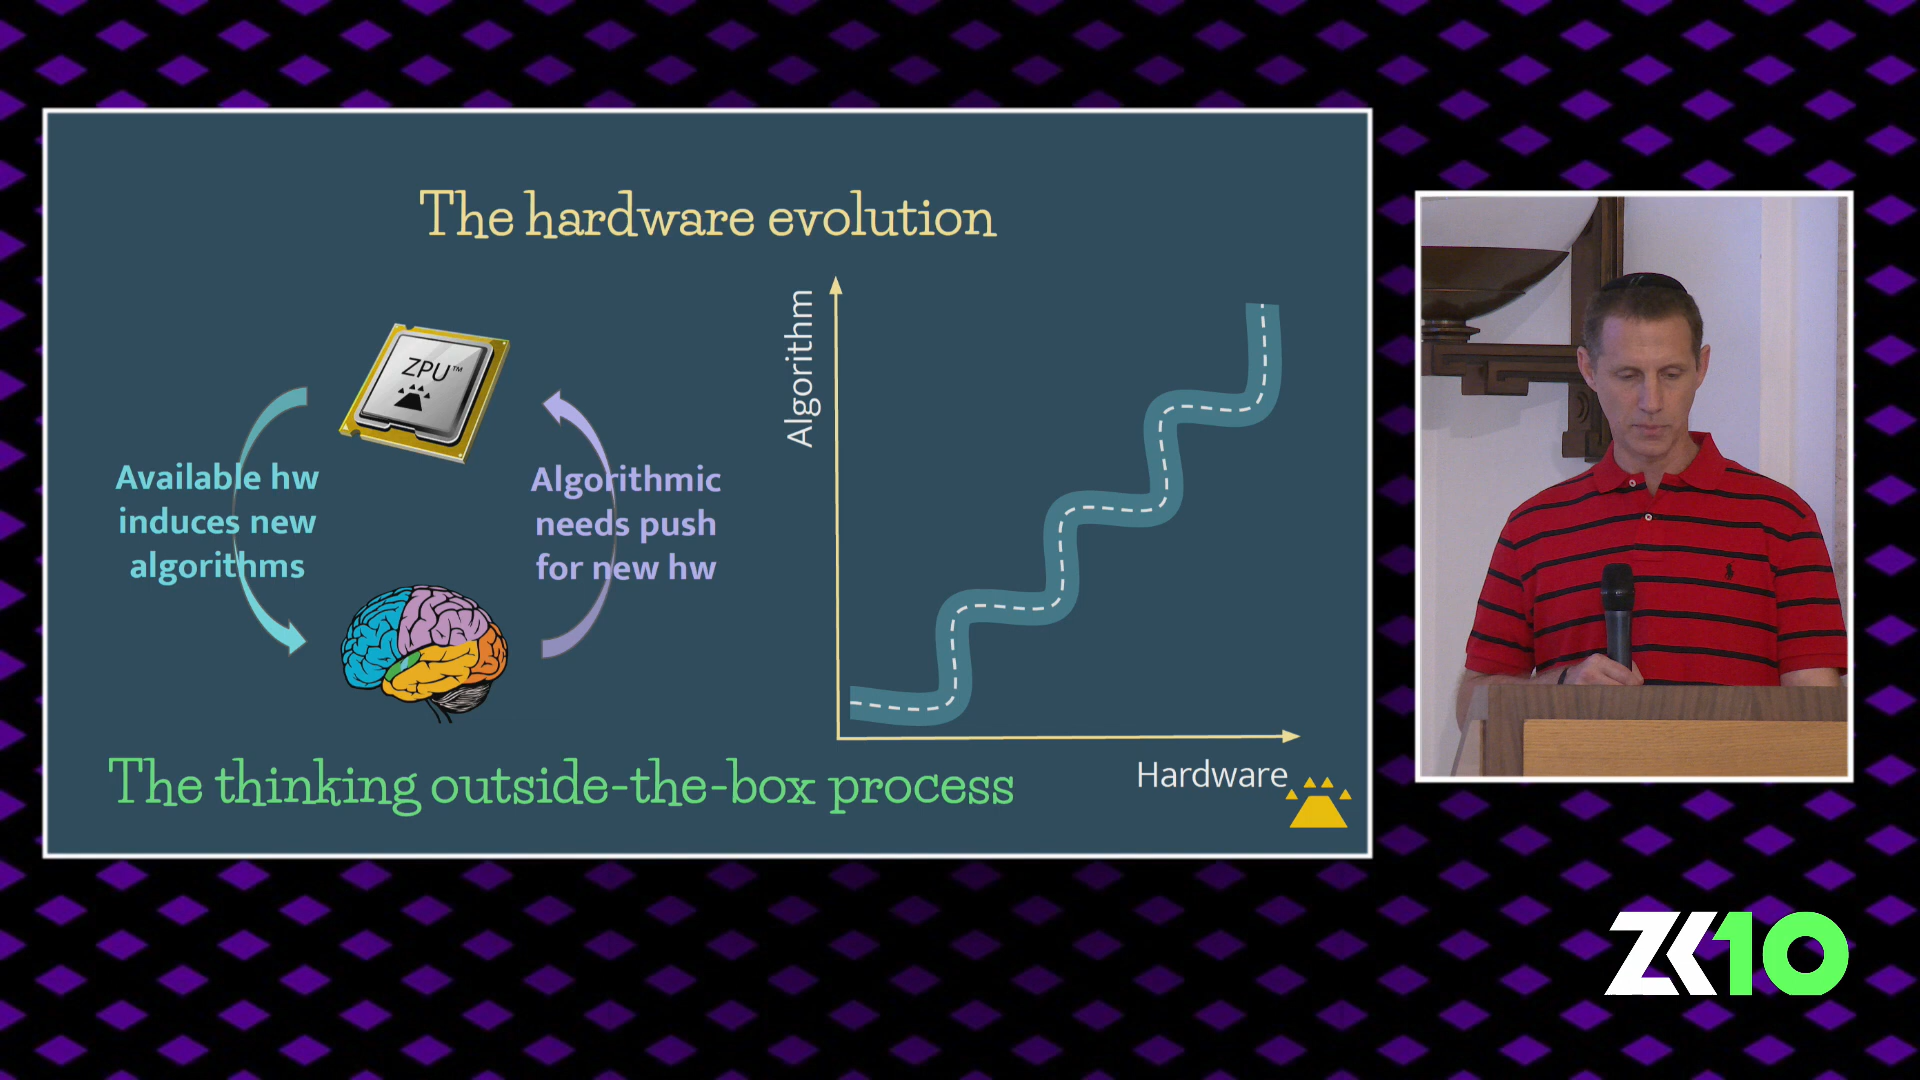 The hardware evolution
ZPU™
Available hw
induces new
algorithms
Algorithmic
needs push
for new hw
Algorithm
Hardware
The thinking outside-the-box process
ZK10